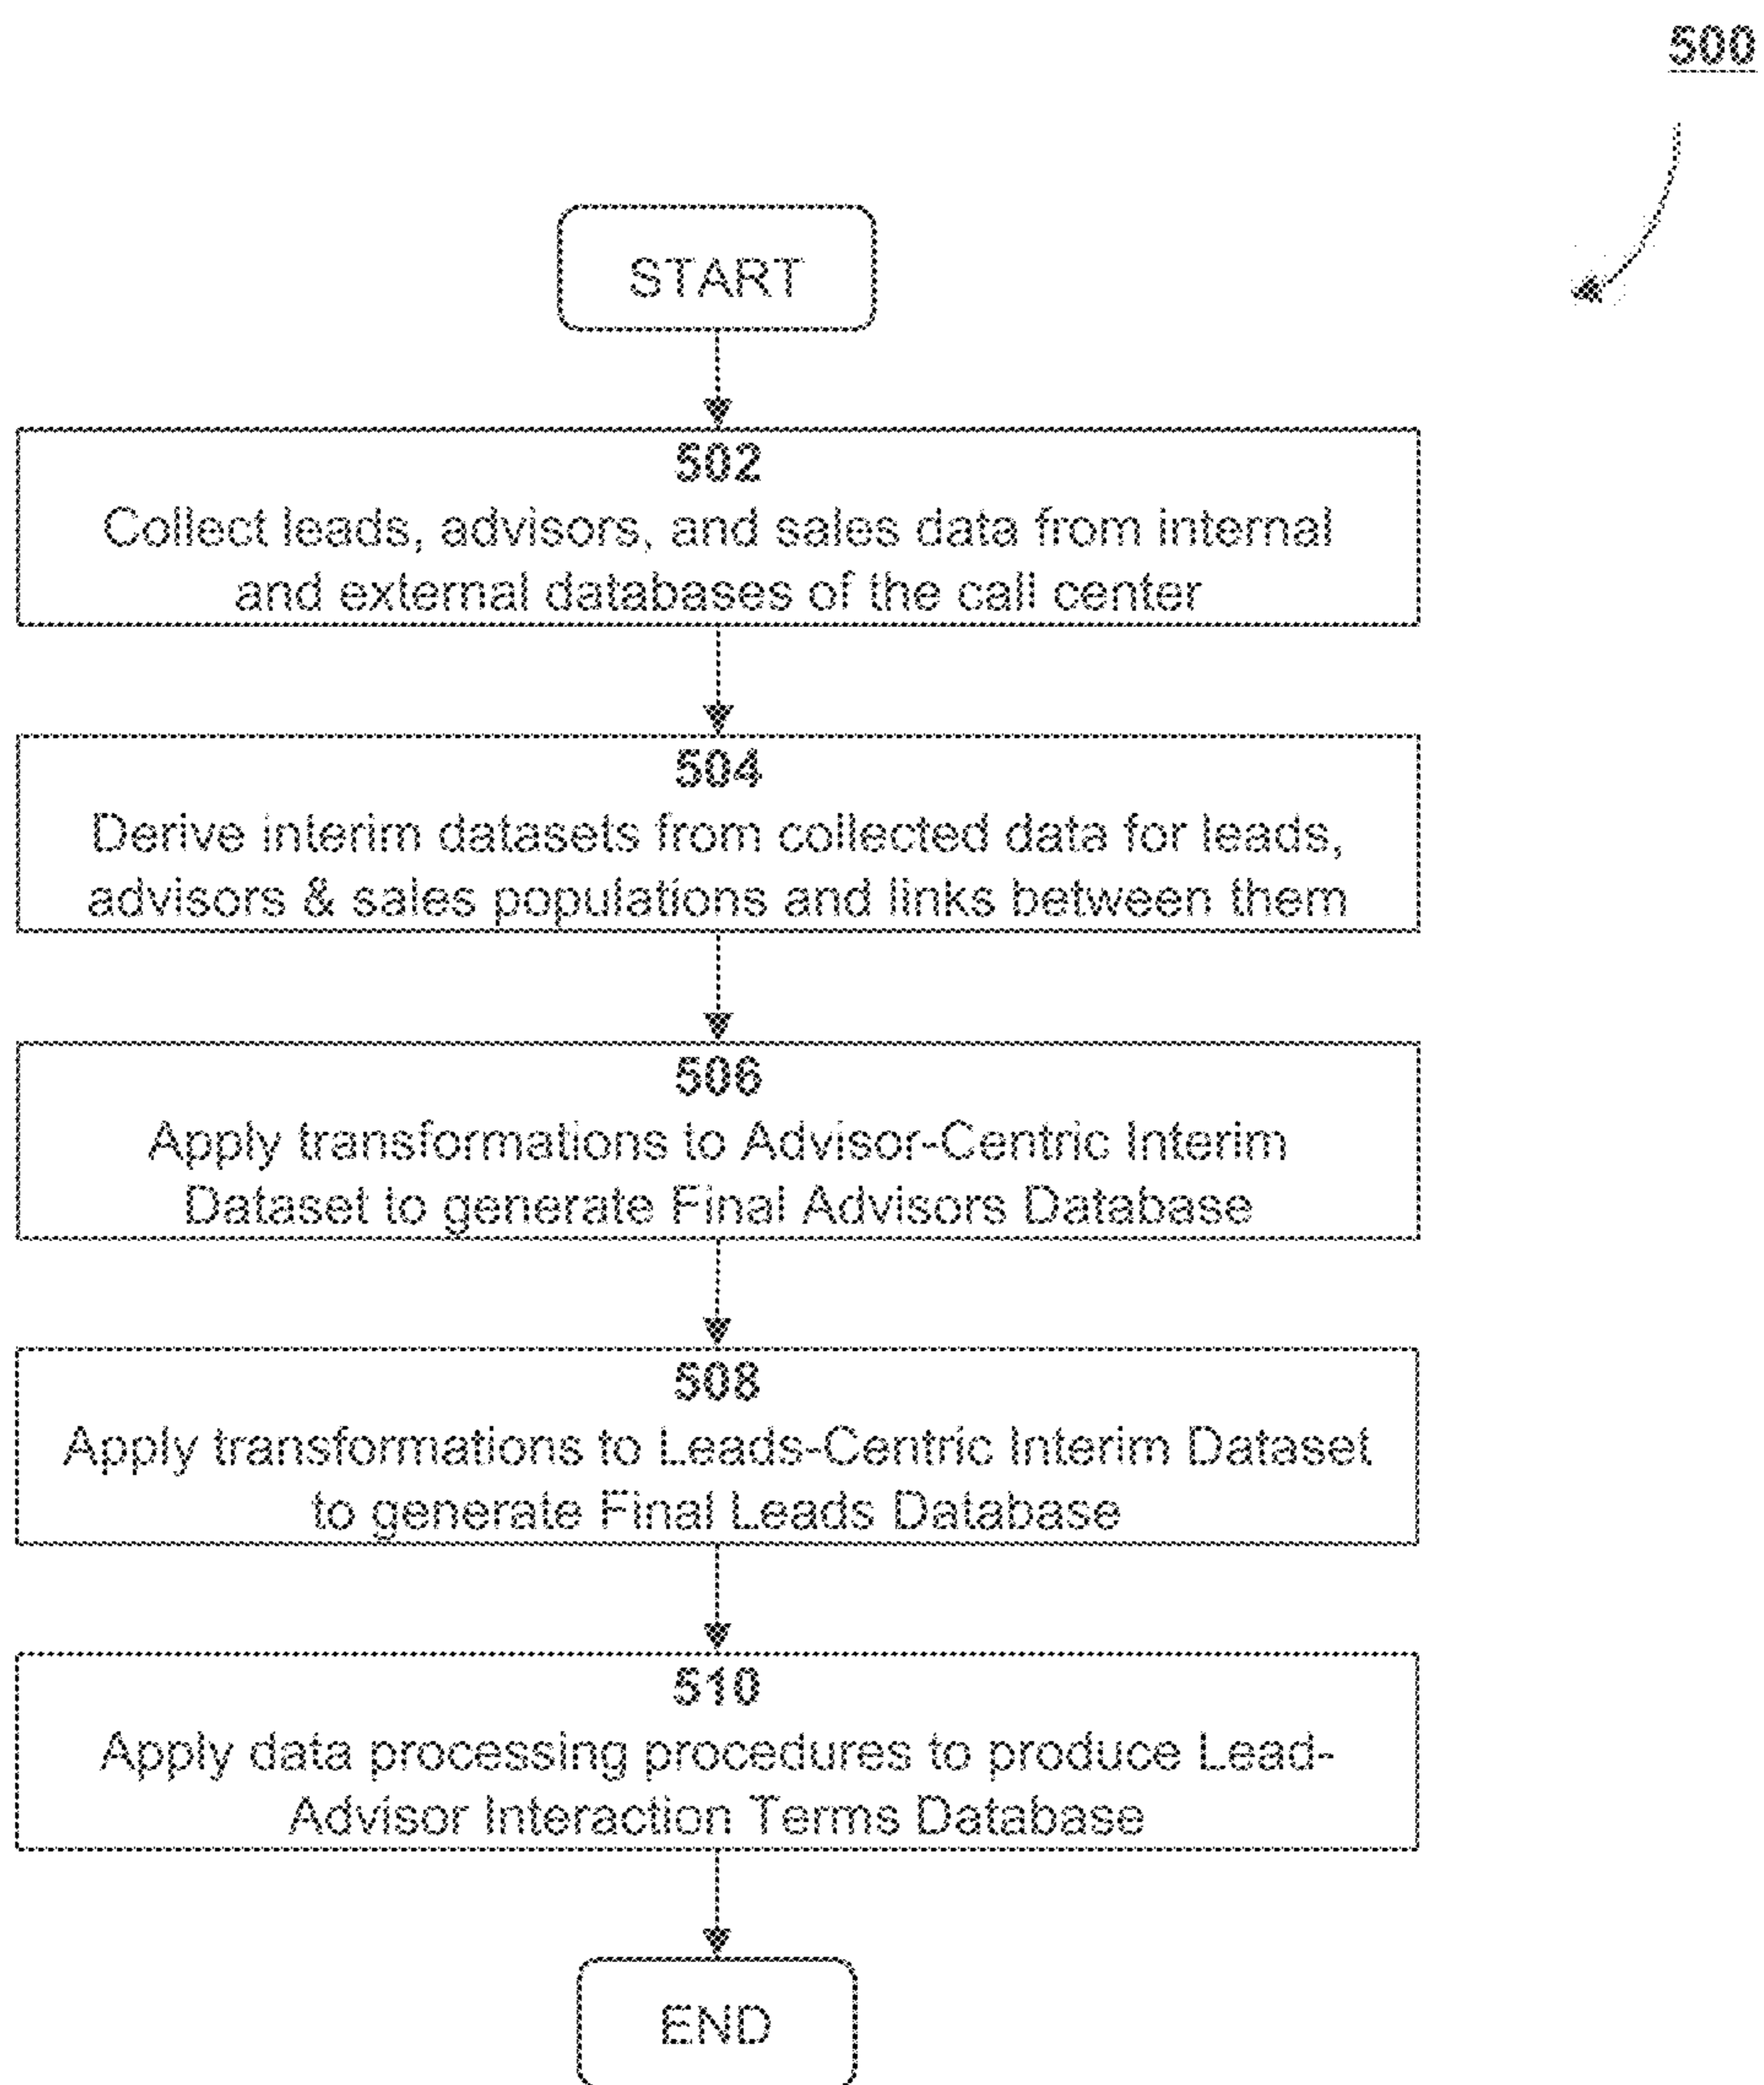 500
START
502
Collect leads, advisors, and sales data from internal
and external databases of the call center
504
Derive interim datasets from collected data for leads,
advisors & sales populations and links between them
506
Apply transformations to Advisor-Centric Interim
Dataset to generate Final Advisors Database
508
Apply transformations to Leads-Centric Interim Dataset
to generate Final Leads Database
510
Apply data processing procedures to produce Lead-
Advisor Interaction Terms Database
END